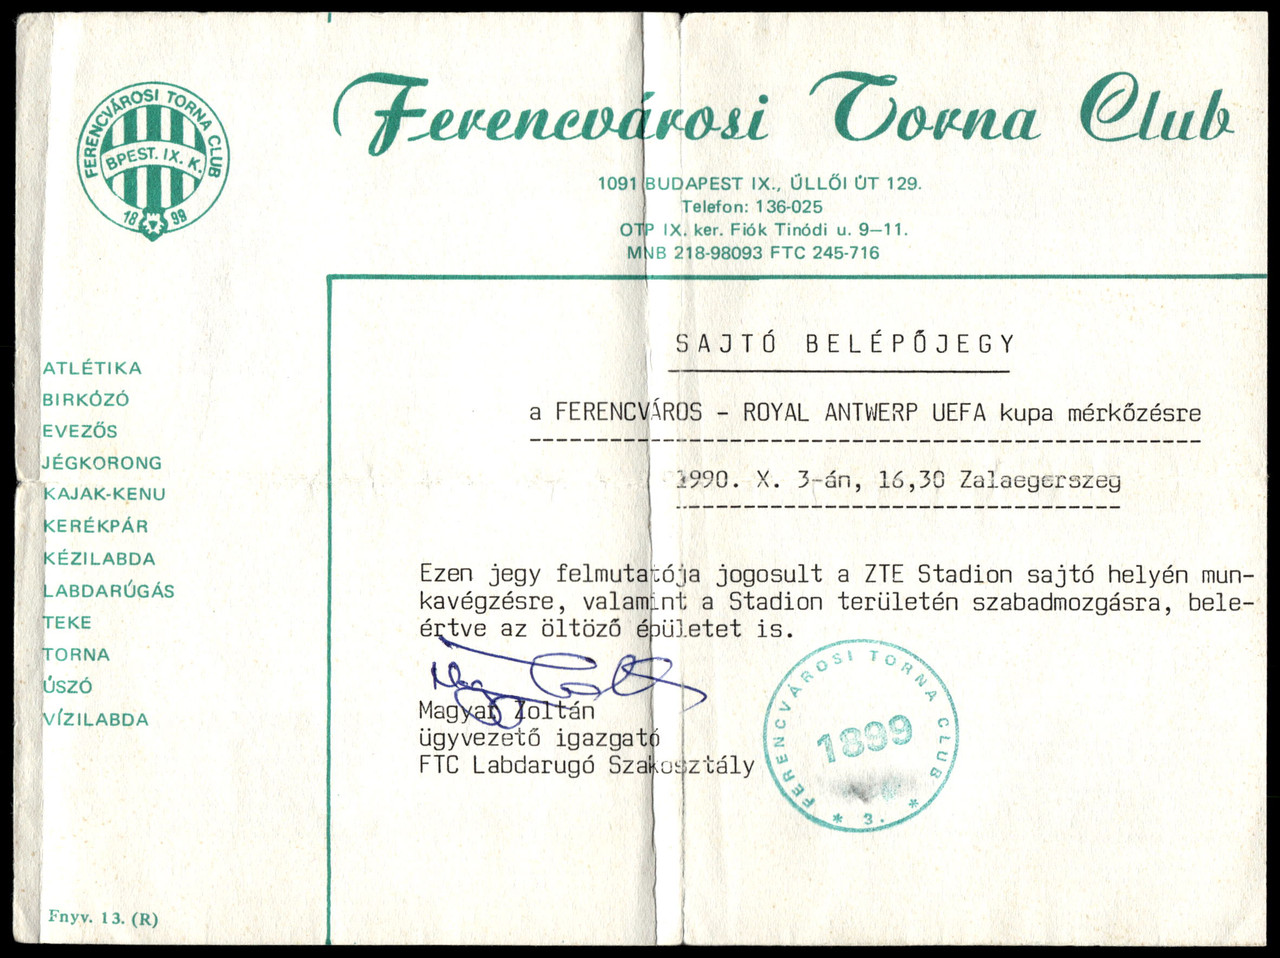 FERENCVÁROSI TORNA CLUB
BPEST. IX. K.
18 99
Ferencvárosi Torna Club
1091 BUDAPEST IX., ÜLLŐI ÚT 129.
Telefon: 136-025
OTP IX. ker. Fiók Tinódi u. 9–11.
MNB 218-98093 FTC 245-716
ATLÉTIKA
BIRKÓZÓ
EVEZŐS
JÉGKORONG
KAJAK-KENU
KERÉKPÁR
KÉZILABDA
LABDARÚGÁS
TEKE
TORNA
ÚSZÓ
VÍZILABDA
Fnyv. 13. (R)
SAJTÓ BELÉPŐJEGY
a FERENCVÁROS - ROYAL ANTWERP UEFA kupa mérkőzésre
1990. X. 3-án, 16,30 Zalaegerszeg
Ezen jegy felmutatója jogosult a ZTE Stadion sajtó helyén mun-
kavégzésre, valamint a Stadion területén szabadmozgásra, bele-
értve az öltöző épületet is.
Magyar Zoltán
ügyvezető igazgató
FTC Labdarugó Szakosztály
FERENCVÁROSI TORNA CLUB
1899
* 3. *